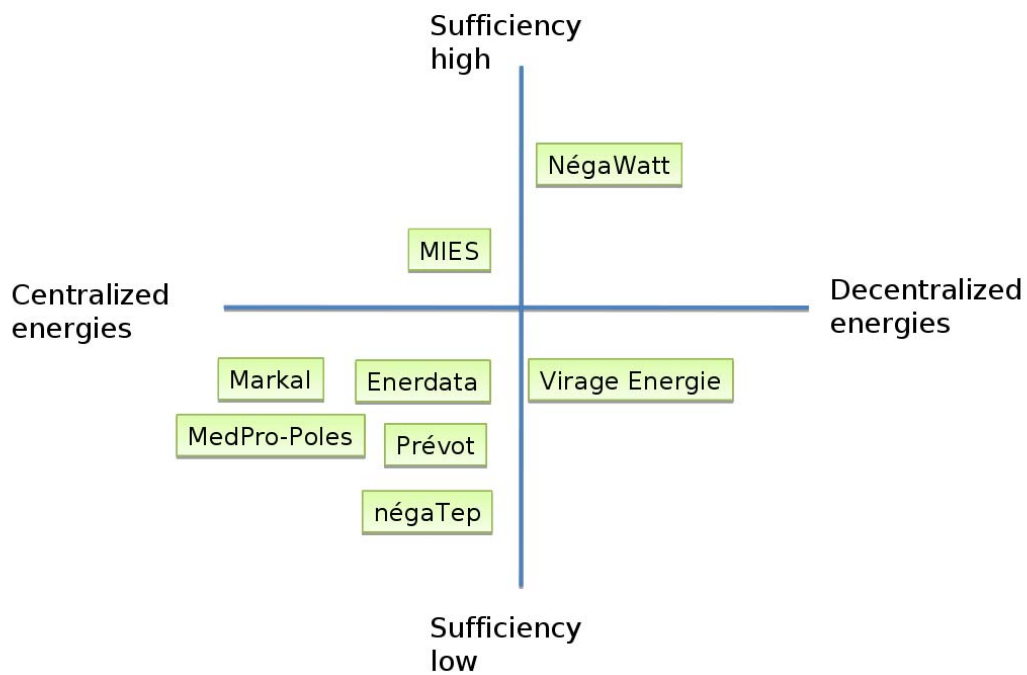 Sufficiency
high
NégaWatt
MIES
Centralized
energies
Decentralized
energies
Markal
Enerdata
Virage Energie
MedPro-Poles
Prévot
négaTep
Sufficiency
low